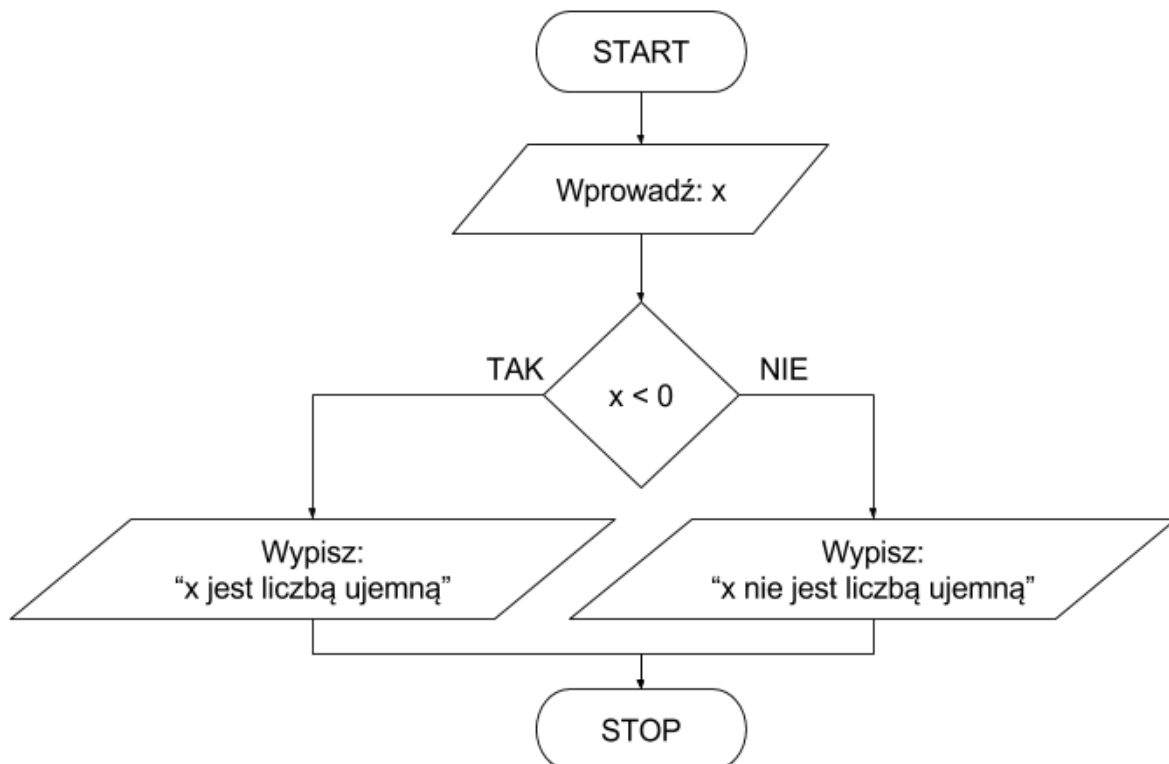 START
Wprowadź: x
TAK
NIE
x < 0
Wypisz:
“x jest liczbą ujemną”
Wypisz:
“x nie jest liczbą ujemną”
STOP